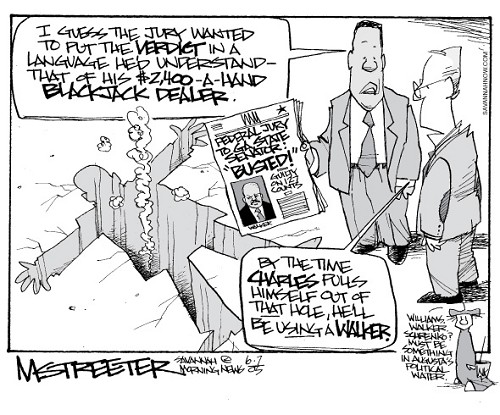 I GUESS THE JURY WANTED
TO PUT THE VERDICT IN A
LANGUAGE HE'D UNDERSTAND–
THAT OF HIS $2,400-A-HAND
BLACKJACK DEALER.
SAVANNAHNOW.COM
FEDERAL JURY
TO GA. STATE
SENATOR:
"BUSTED!"
GUILTY
ON
COUNTS
WALKER
BY THE TIME
CHARLES PULLS
HIMSELF OUT OF
THAT HOLE, HE'LL
BE USING A WALKER.
WILLIAMS,
WALKER,
SCHRENKO?
MUST BE
SOMETHING
IN AUGUSTA'S
POLITICAL
WATER.
McSTREETER
SAVANNAH © 6·7
MORNING NEWS 05